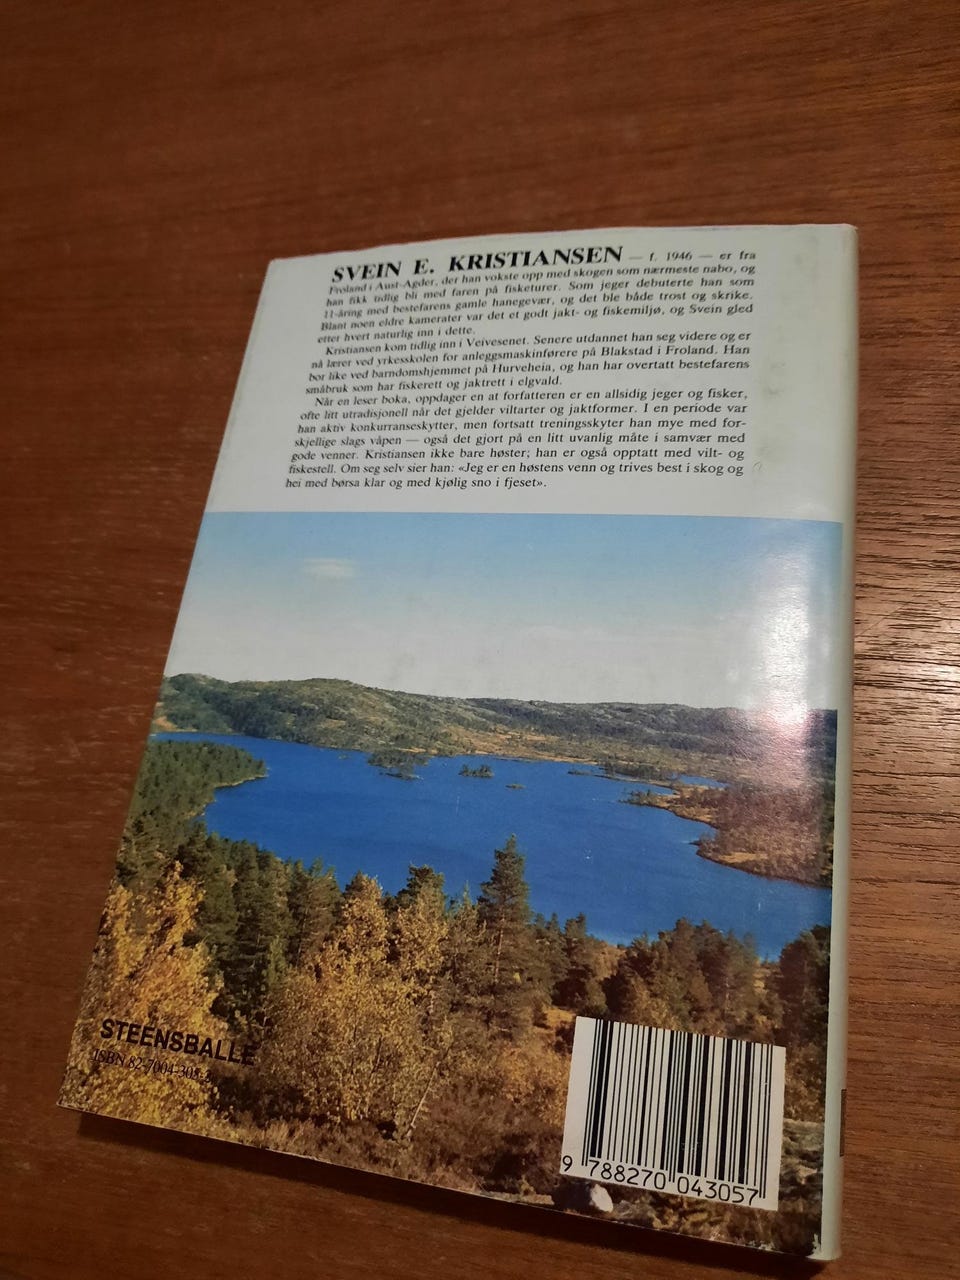 SVEIN E. KRISTIANSEN — f. 1946 — er fra
Froland i Aust-Agder, der han vokste opp med skogen som nærmeste nabo, og
han fikk tidlig bli med faren på fisketurer. Som jeger debuterte han som
11-åring med bestefarens gamle hanegevær, og det ble både trost og skrike.
Blant noen eldre kamerater var det et godt jakt- og fiskemiljø, og Svein gled
etter hvert naturlig inn i dette.
Kristiansen kom tidlig inn i Veivesenet. Senere utdannet han seg videre og er
nå lærer ved yrkesskolen for anleggsmaskinførere på Blakstad i Froland. Han
bor like ved barndomshjemmet på Hurveheia, og han har overtatt bestefarens
småbruk som har fiskerett og jaktrett i elgvald.
Når en leser boka, oppdager en at forfatteren er en allsidig jeger og fisker,
ofte litt utradisjonell når det gjelder viltarter og jaktformer. I en periode var
han aktiv konkurranseskytter, men fortsatt treningsskyter han mye med for-
skjellige slags våpen — også det gjort på en litt uvanlig måte i samvær med
gode venner. Kristiansen ikke bare høster; han er også opptatt med vilt- og
fiskestell. Om seg selv sier han: «Jeg er en høstens venn og trives best i skog og
hei med børsa klar og med kjølig sno i fjeset».
STEENSBALLE
ISBN 82-7004-305-
9 788270 043057